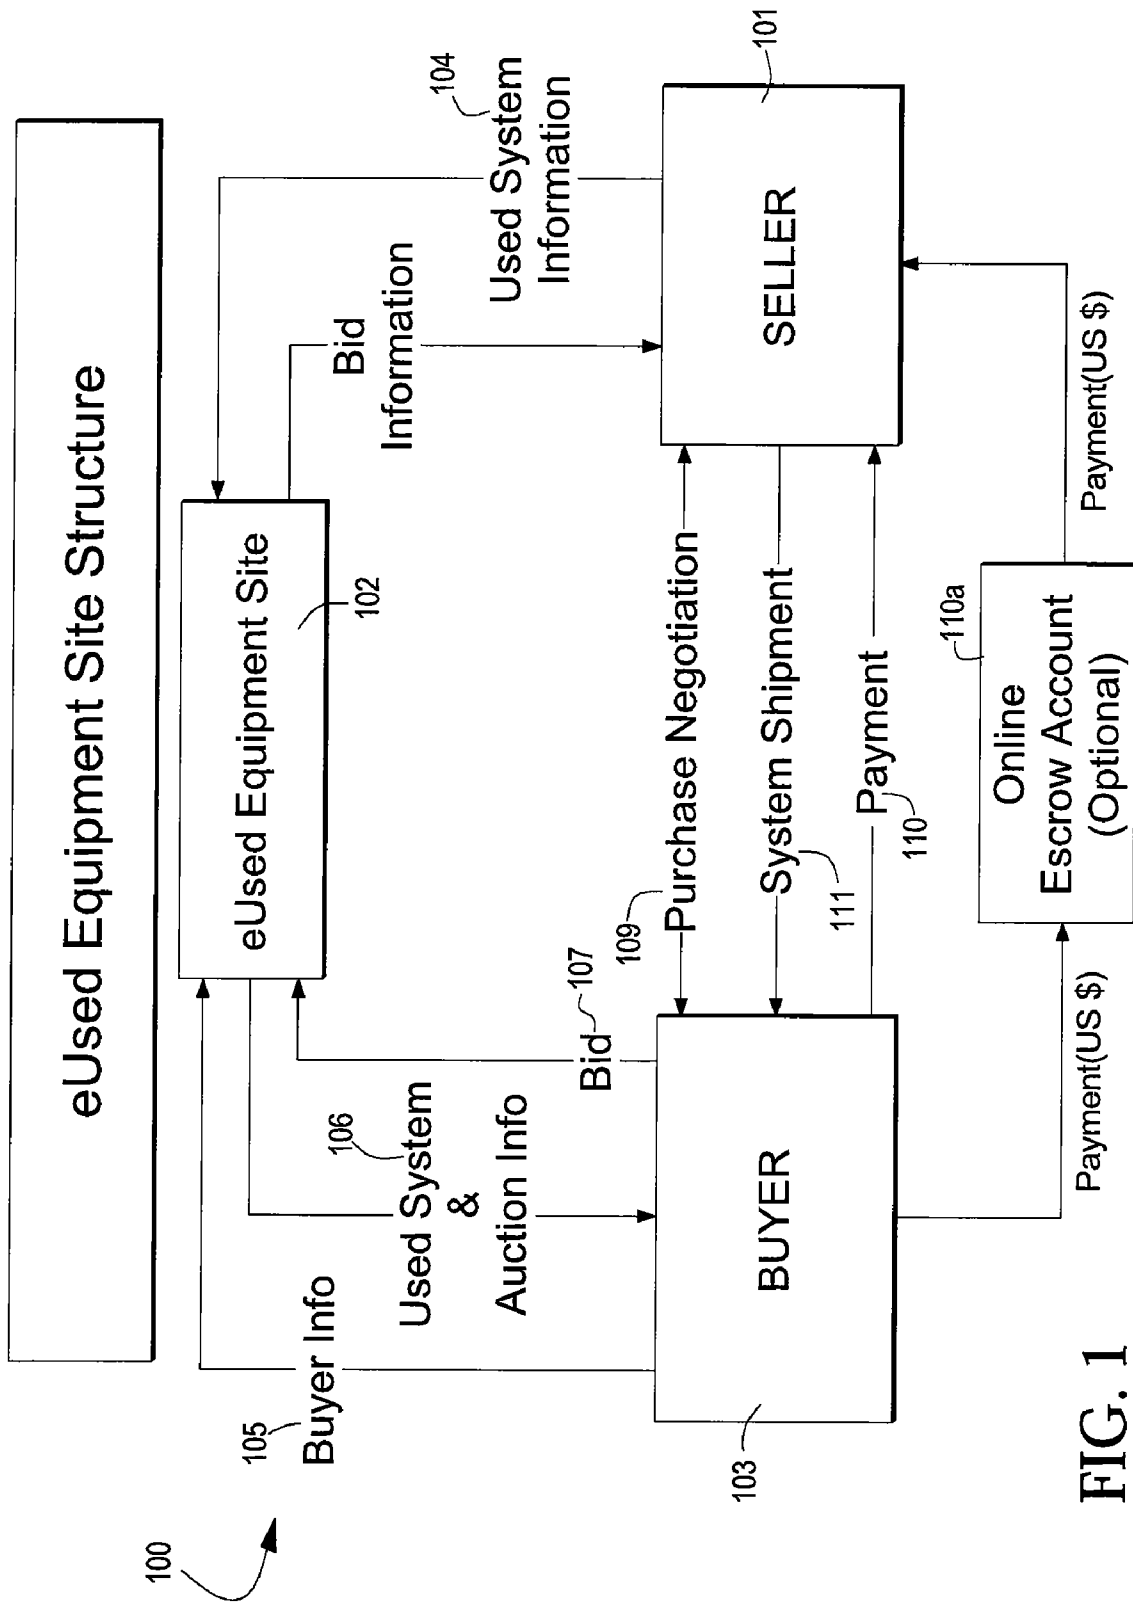 eUsed Equipment Site Structure
100
105
Buyer Info
106
Used System
&
Auction Info
Bid
107
eUsed Equipment Site
102
Bid
Information
104
Used System
Information
103
BUYER
109
Purchase Negotiation
System Shipment
111
Payment
110
SELLER
101
Payment(US $)
110a
Online
Escrow Account
(Optional)
Payment(US $)
FIG. 1